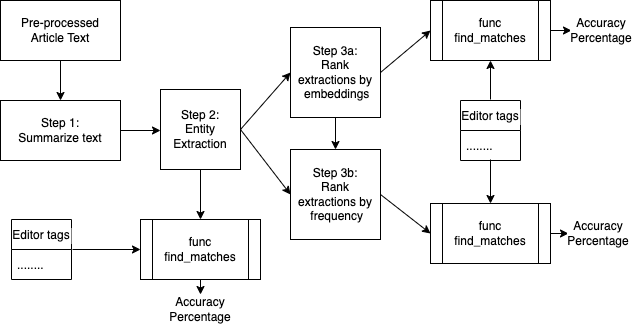 Pre-processed
Article Text
Step 1:
Summarize text
Step 2:
Entity
Extraction
Step 3a:
Rank
extractions by
embeddings
Step 3b:
Rank
extractions by
frequency
func
find_matches
Accuracy
Percentage
Editor tags
........
func
find_matches
Accuracy
Percentage
Editor tags
........
func
find_matches
Accuracy
Percentage